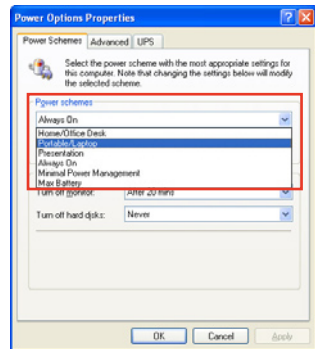 Power Options Properties
Power Schemes Advanced UPS
Select the power scheme with the most appropriate settings for
this computer. Note that changing the settings below will modify
the selected scheme.
Power schemes
Always On
Home/Office Desk
Portable/Laptop
Presentation
Always On
Minimal Power Management
Max Battery
Turn off monitor: After 20 mins
Turn off hard disks: Never
OK Cancel Apply